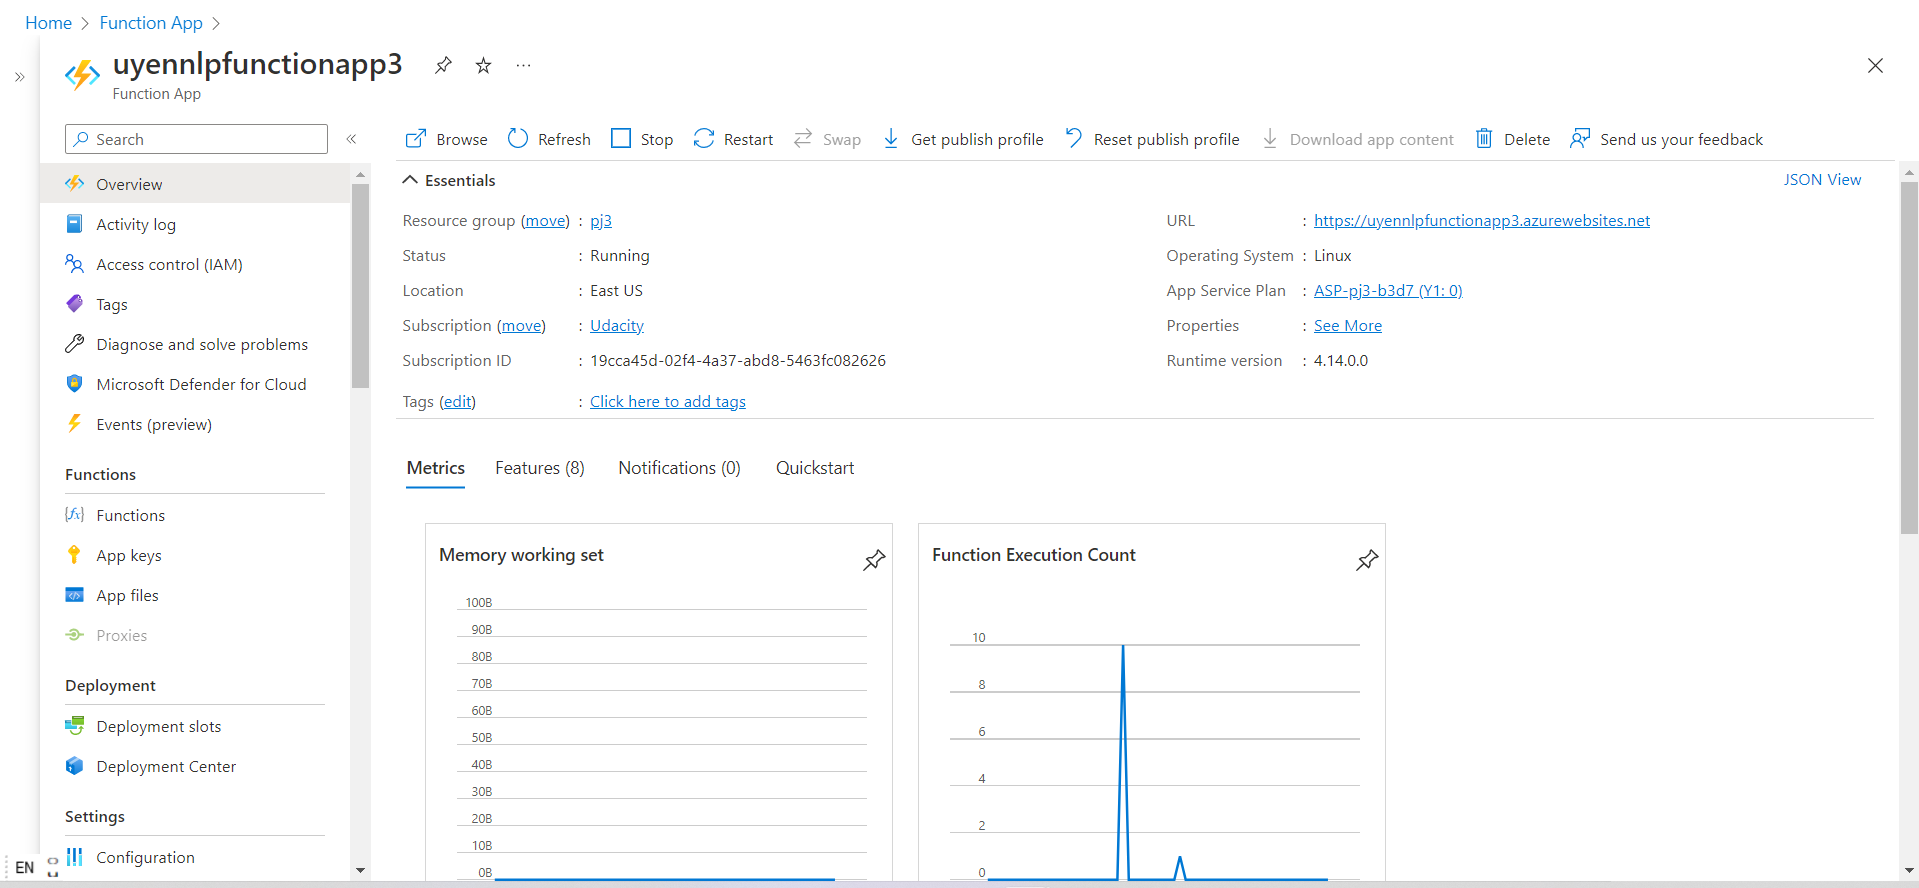 Home > Function App >
uyennlpfunctionapp3 ...
Function App
Search
Overview
Activity log
Access control (IAM)
Tags
Diagnose and solve problems
Microsoft Defender for Cloud
Events (preview)
Functions
Functions
App keys
App files
Proxies
Deployment
Deployment slots
Deployment Center
Settings
Configuration
EN
Browse Refresh Stop Restart Swap Get publish profile Reset publish profile Download app content Delete Send us your feedback
Essentials JSON View
Resource group (move) : pj3
Status : Running
Location : East US
Subscription (move) : Udacity
Subscription ID : 19cca45d-02f4-4a37-abd8-5463fc082626
Tags (edit) : Click here to add tags
URL : https://uyennlpfunctionapp3.azurewebsites.net
Operating System : Linux
App Service Plan : ASP-pj3-b3d7 (Y1: 0)
Properties : See More
Runtime version : 4.14.0.0
Metrics Features (8) Notifications (0) Quickstart
Memory working set
100B
90B
80B
70B
60B
50B
40B
30B
20B
10B
0B
Function Execution Count
10
8
6
4
2
0